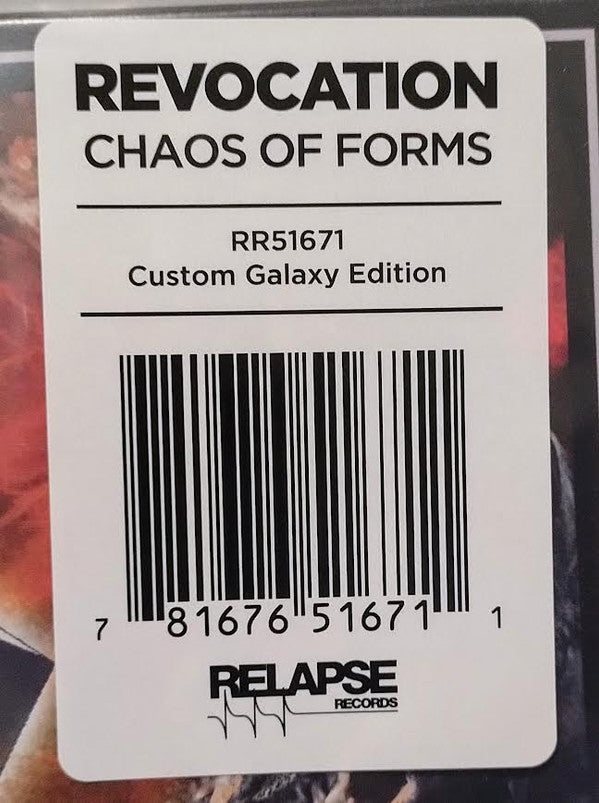 REVOCATION
CHAOS OF FORMS
RR51671
Custom Galaxy Edition
7 81676 51671 1
RELAPSE
RECORDS